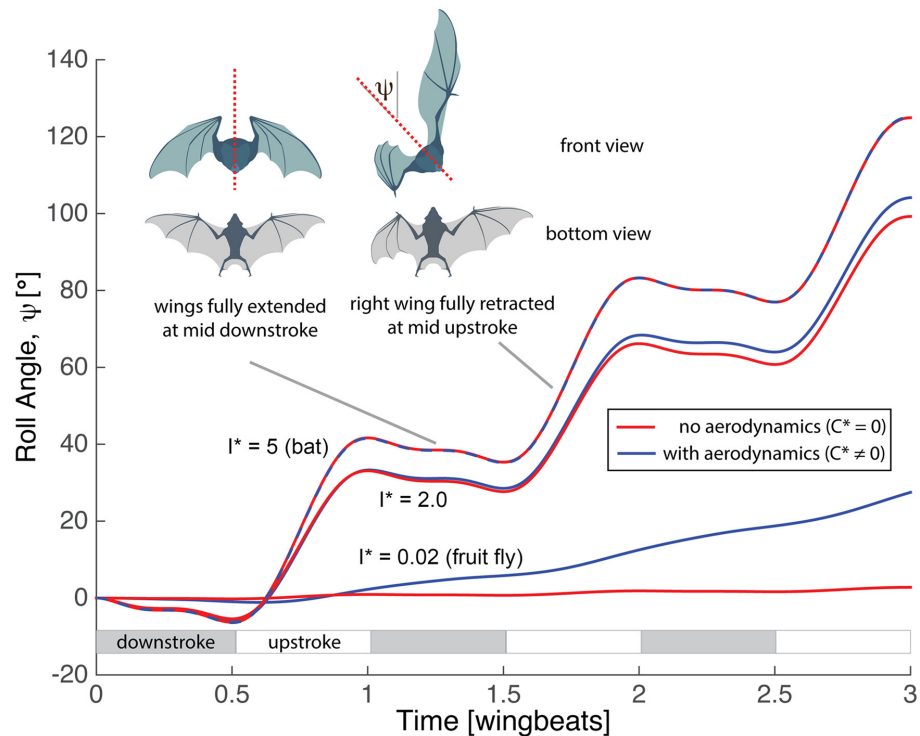 140
120
100
80
60
40
20
0
-20
Roll Angle, ψ [°]
ψ
front view
bottom view
wings fully extended
at mid downstroke
right wing fully retracted
at mid upstroke
I* = 5 (bat)
I* = 2.0
I* = 0.02 (fruit fly)
no aerodynamics (C* = 0)
with aerodynamics (C* ≠ 0)
downstroke
upstroke
0 0.5 1 1.5 2 2.5 3
Time [wingbeats]